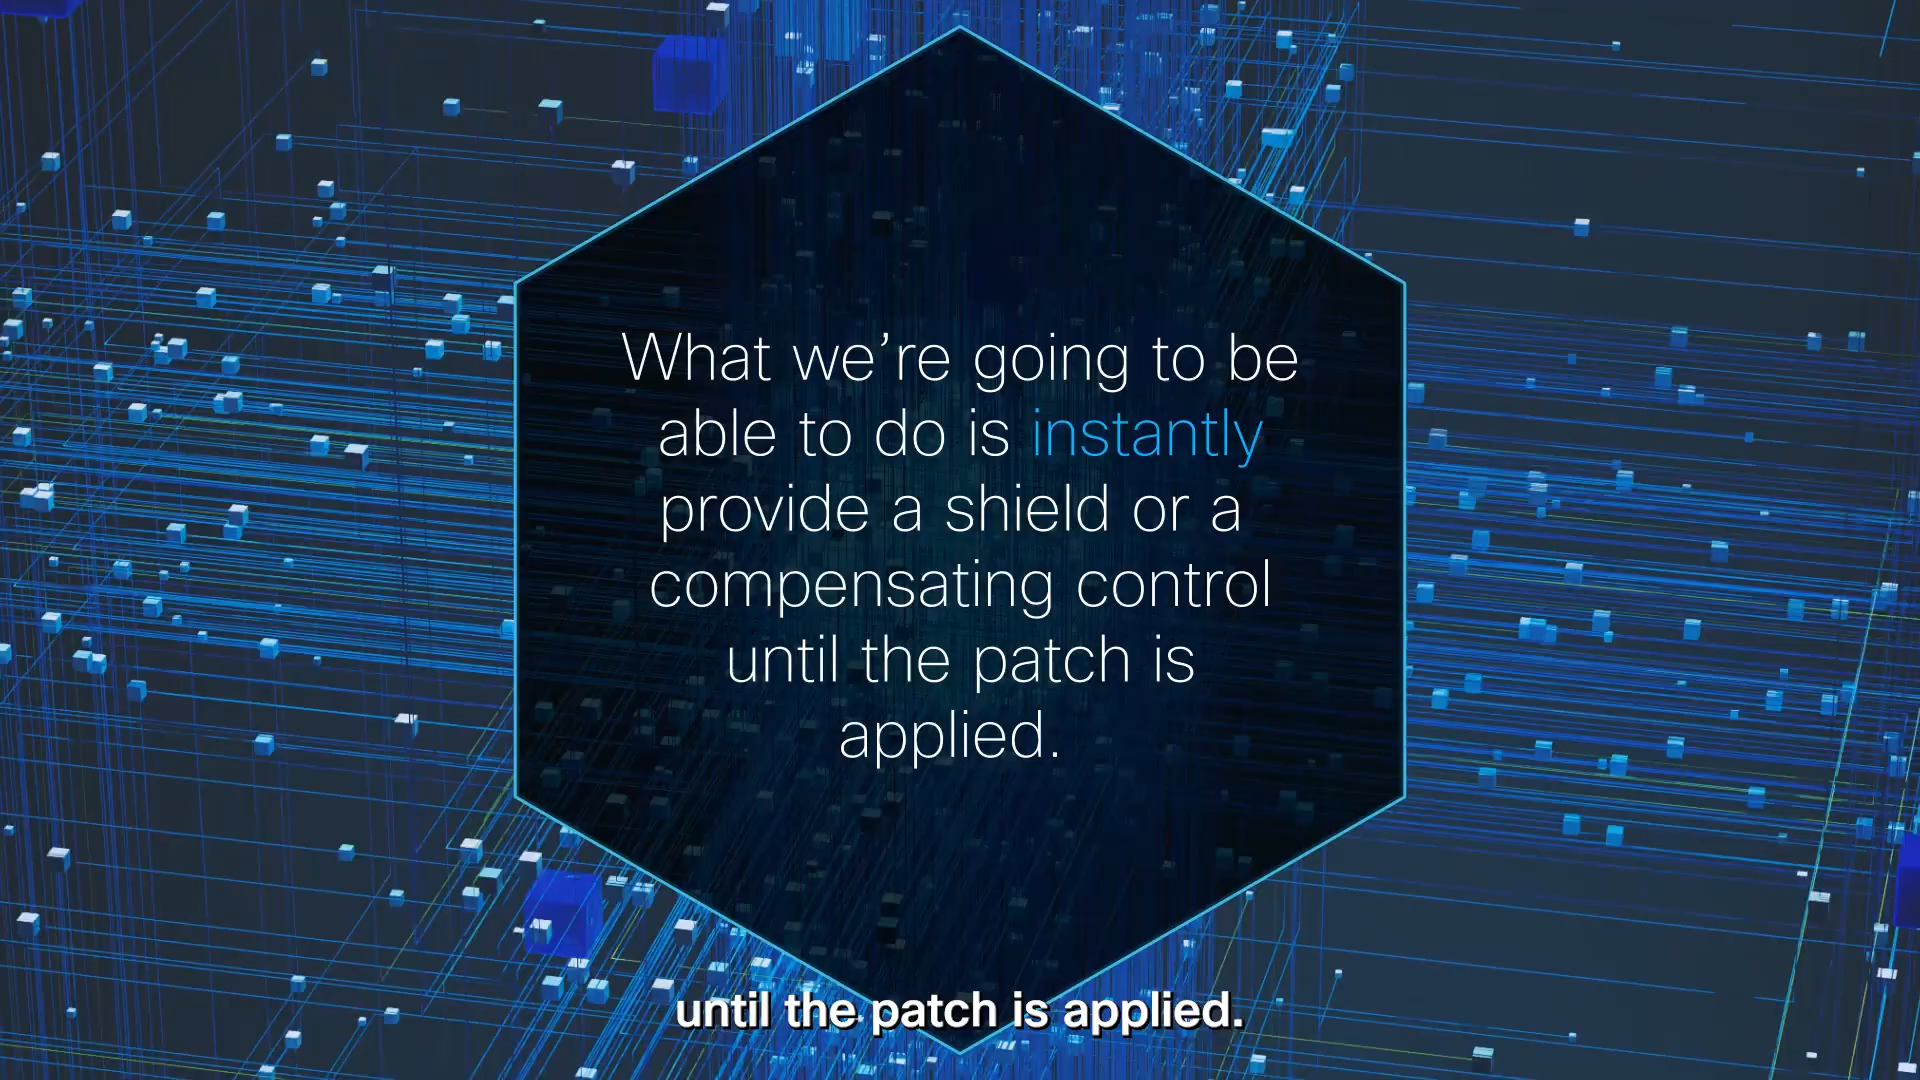 What we’re going to be
able to do is instantly
provide a shield or a
compensating control
until the patch is
applied.
until the patch is applied.